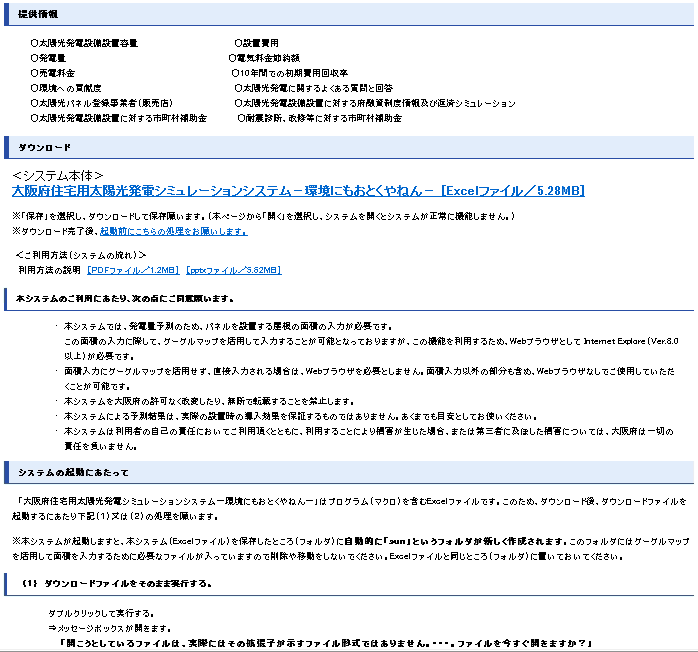 提供情報
○太陽光発電設備設置容量 ○設置費用
○発電量 ○電気料金節約額
○売電料金 ○10年間での初期費用回収率
○環境への貢献度 ○太陽光発電に関するよくある質問と回答
○太陽光パネル登録事業者(販売店) ○太陽光発電設備設置に対する府融資制度情報及び返済シミュレーション
○太陽光発電設備設置に対する市町村補助金 ○耐震診断、改修等に対する市町村補助金
ダウンロード
＜システム本体＞
大阪府住宅用太陽光発電シミュレーションシステム－環境にもおとくやねん－ [Excelファイル／5.28MB]
※「保存」を選択し、ダウンロードして保存願います。(本ページから「開く」を選択し、システムを開くとシステムが正常に機能しません。)
※ダウンロード完了後、起動前にこちらの処理をお願いします。
＜ご利用方法(システムの流れ)＞
利用方法の説明 [PDFファイル／1.2MB] [pptxファイル／3.62MB]
本システムのご利用にあたり、次の点にご同意願います。
・ 本システムでは、発電量予測のため、パネルを設置する屋根の面積の入力が必要です。
この面積の入力に際して、グーグルマップを活用して入力することが可能となっておりますが、この機能を利用するため、WebブラウザとしてInternet Explore(Ver.8.0
以上)が必要です。
・ 面積入力にグーグルマップを活用せず、直接入力される場合は、Webブラウザを必要としません。面積入力以外の部分も含め、Webブラウザなしでご使用していただ
くことが可能です。
・ 本システムを大阪府の許可なく改変したり、無断で転載することを禁止します。
・ 本システムによる予測結果は、実際の設置時の導入効果を保証するものではありません。あくまでも目安としてお使いください。
・ 本システムは利用者の自己の責任においてご利用頂くとともに、利用することにより損害が生じた場合、または第三者に及ぼした損害については、大阪府は一切の
責任を負いません。
システムの起動にあたって
「大阪府住宅用太陽光発電シミュレーションシステム―環境にもおとくやねん―」はプログラム(マクロ)を含むExcelファイルです。このため、ダウンロード後、ダウンロードファイルを
起動するにあたり下記(1)又は(2)の処理を願います。
※本システムが起動しますと、本システム(Excelファイル)を保存したところ(フォルダ)に自動的に「sun」というフォルダが新しく作成されます。このフォルダにはグーグルマップ
を活用して面積を入力するために必要なファイルが入っていますので削除や移動をしないでください。Excelファイルと同じところ(フォルダ)に置いておいてください。
(1) ダウンロードファイルをそのまま実行する。
ダブルクリックして実行する。
⇒メッセージボックスが開きます。
「開こうとしているファイルは、実際にはその拡張子が示すファイル形式ではありません。・・・。ファイルを今すぐ開きますか?」